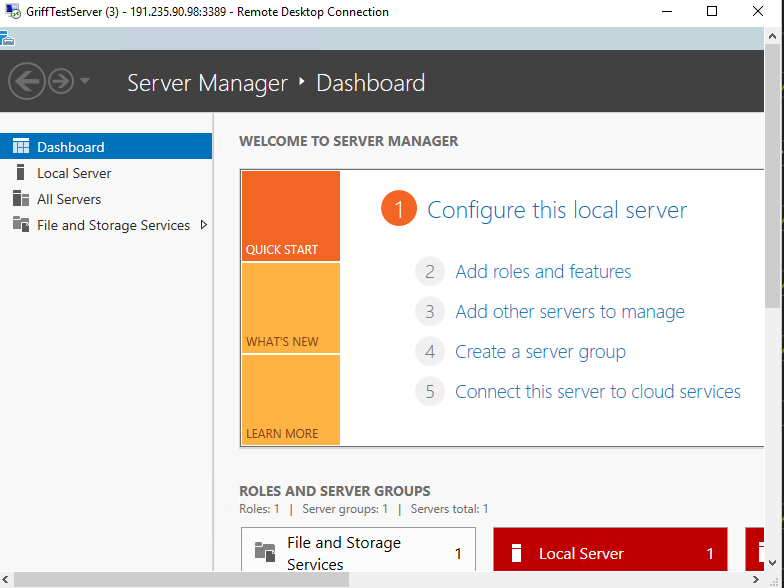 GriffTestServer (3) - 191.235.90.98:3389 - Remote Desktop Connection
Server Manager ‣ Dashboard
Dashboard
Local Server
All Servers
File and Storage Services
WELCOME TO SERVER MANAGER
QUICK START
WHAT'S NEW
LEARN MORE
1 Configure this local server
2 Add roles and features
3 Add other servers to manage
4 Create a server group
5 Connect this server to cloud services
ROLES AND SERVER GROUPS
Roles: 1 | Server groups: 1 | Servers total: 1
File and Storage
Services
1
Local Server 1